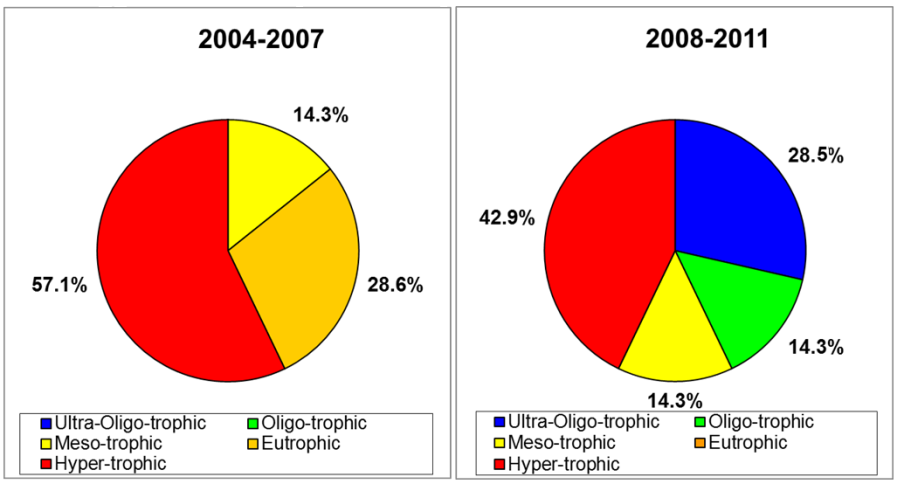 2004-2007
14.3%
57.1%
28.6%
Ultra-Oligo-trophic Oligo-trophic
Meso-trophic Eutrophic
Hyper-trophic
2008-2011
28.5%
42.9%
14.3%
14.3%
Ultra-Oligo-trophic Oligo-trophic
Meso-trophic Eutrophic
Hyper-trophic